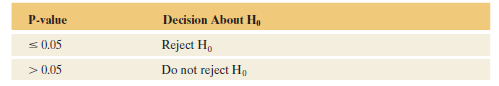 P-value Decision About H₀
≤ 0.05 Reject H₀
> 0.05 Do not reject H₀